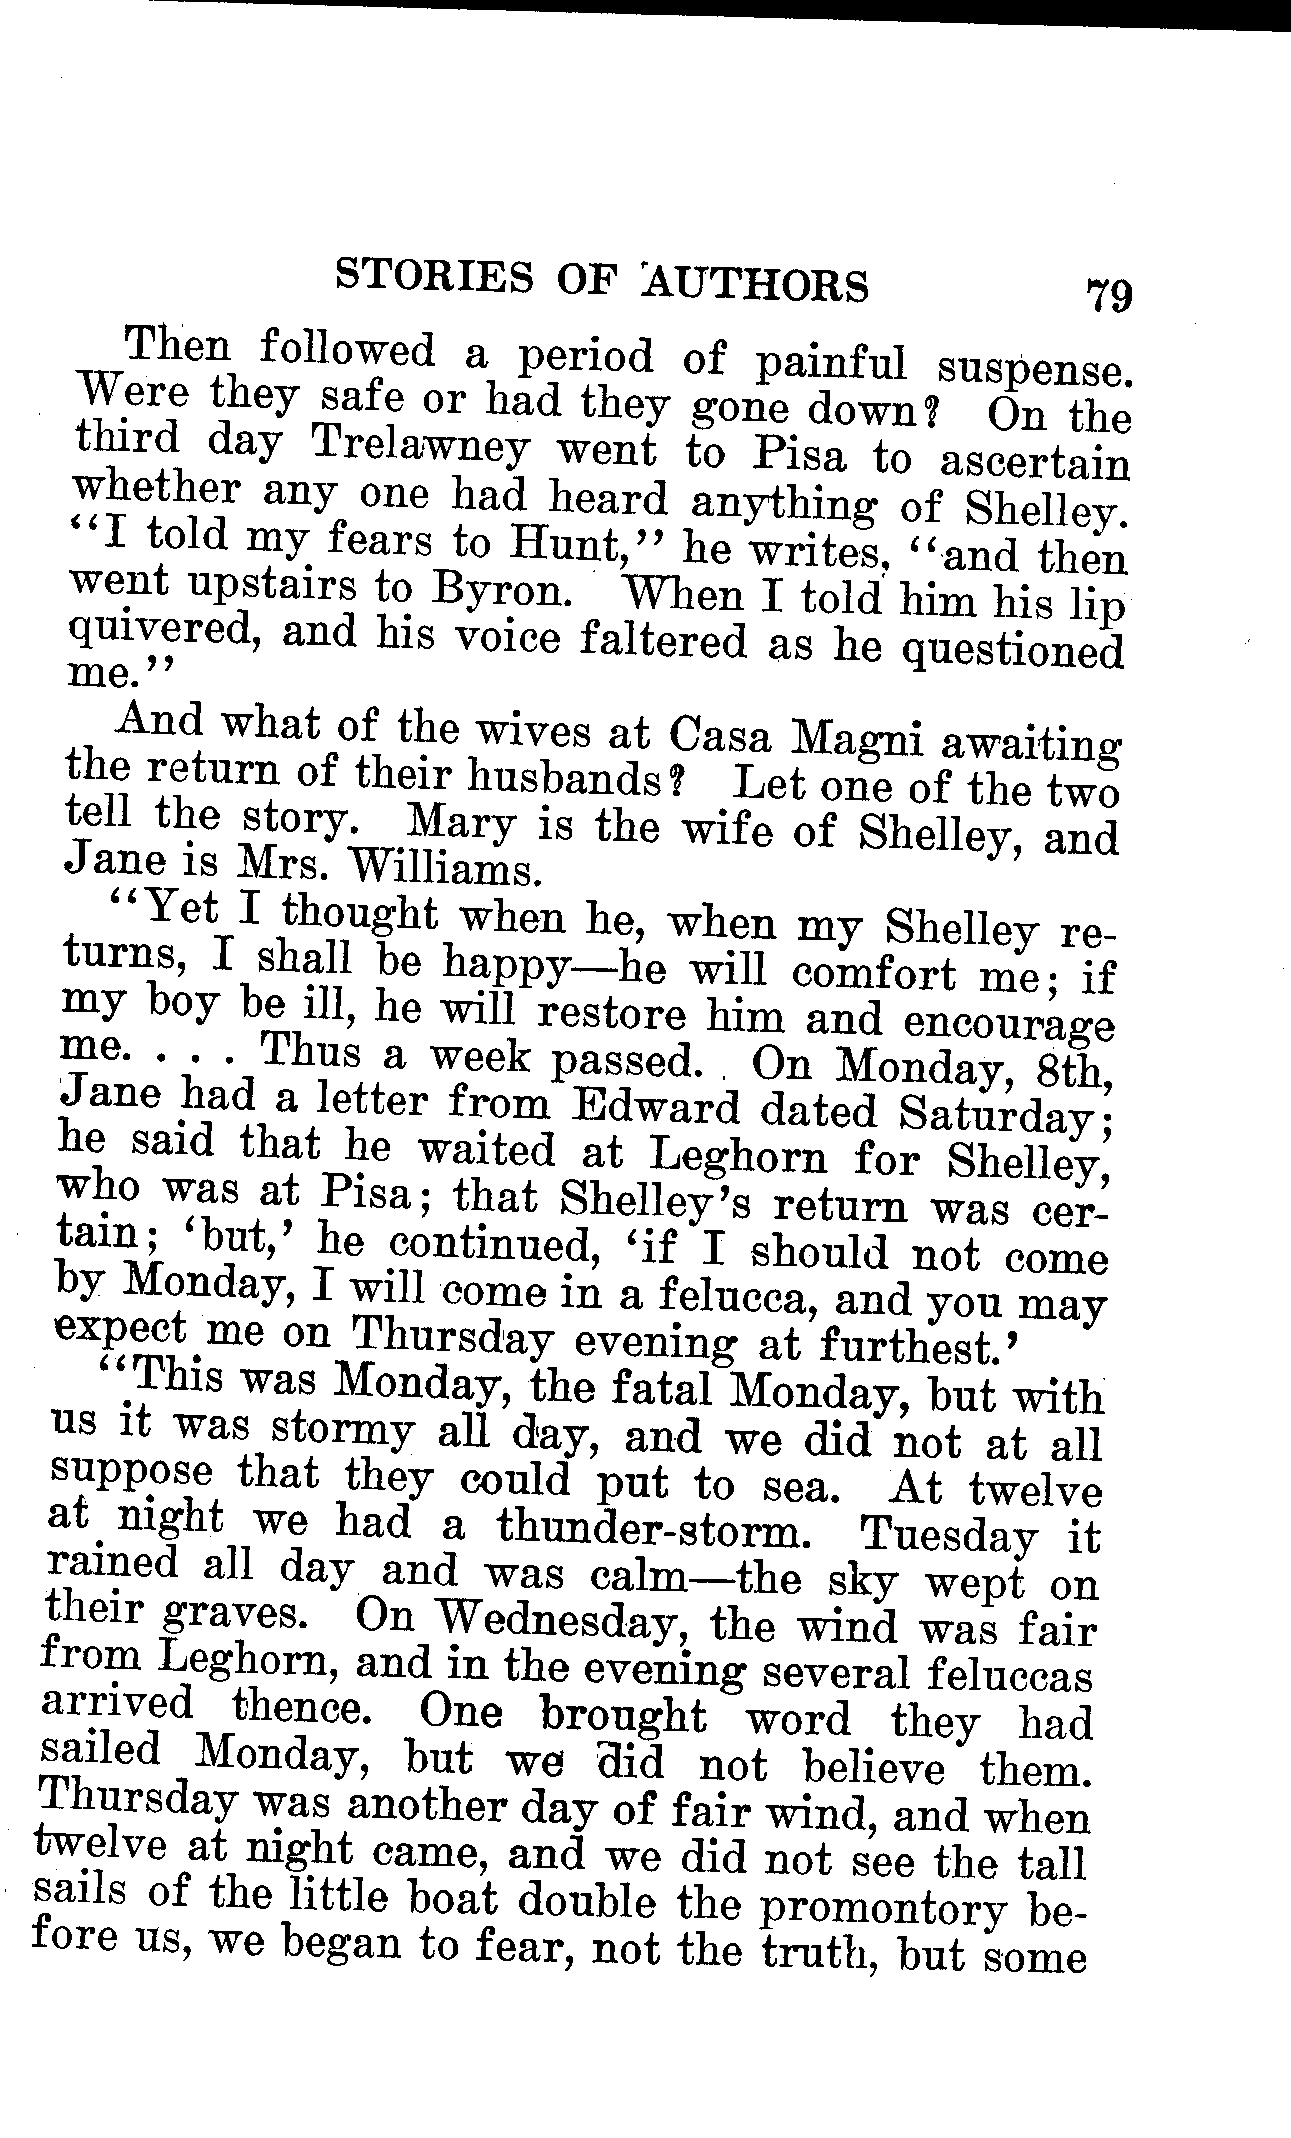 STORIES OF AUTHORS 79
Then followed a period of painful suspense.
Were they safe or had they gone down? On the
third day Trelawney went to Pisa to ascertain
whether any one had heard anything of Shelley.
"I told my fears to Hunt," he writes, "and then
went upstairs to Byron. When I told him his lip
quivered, and his voice faltered as he questioned
me."
And what of the wives at Casa Magni awaiting
the return of their husbands? Let one of the two
tell the story. Mary is the wife of Shelley, and
Jane is Mrs. Williams.
"Yet I thought when he, when my Shelley re-
turns, I shall be happy—he will comfort me; if
my boy be ill, he will restore him and encourage
me. . . . Thus a week passed. On Monday, 8th,
Jane had a letter from Edward dated Saturday;
he said that he waited at Leghorn for Shelley,
who was at Pisa; that Shelley's return was cer-
tain; 'but,' he continued, 'if I should not come
by Monday, I will come in a felucca, and you may
expect me on Thursday evening at furthest.'
"This was Monday, the fatal Monday, but with
us it was stormy all day, and we did not at all
suppose that they could put to sea. At twelve
at night we had a thunder-storm. Tuesday it
rained all day and was calm—the sky wept on
their graves. On Wednesday, the wind was fair
from Leghorn, and in the evening several feluccas
arrived thence. One brought word they had
sailed Monday, but we did not believe them.
Thursday was another day of fair wind, and when
twelve at night came, and we did not see the tall
sails of the little boat double the promontory be-
fore us, we began to fear, not the truth, but some